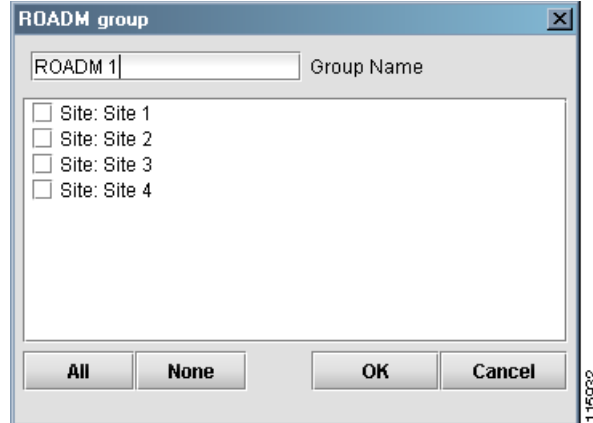 ROADM group
ROADM 1 Group Name
Site: Site 1
Site: Site 2
Site: Site 3
Site: Site 4
All None OK Cancel
115932